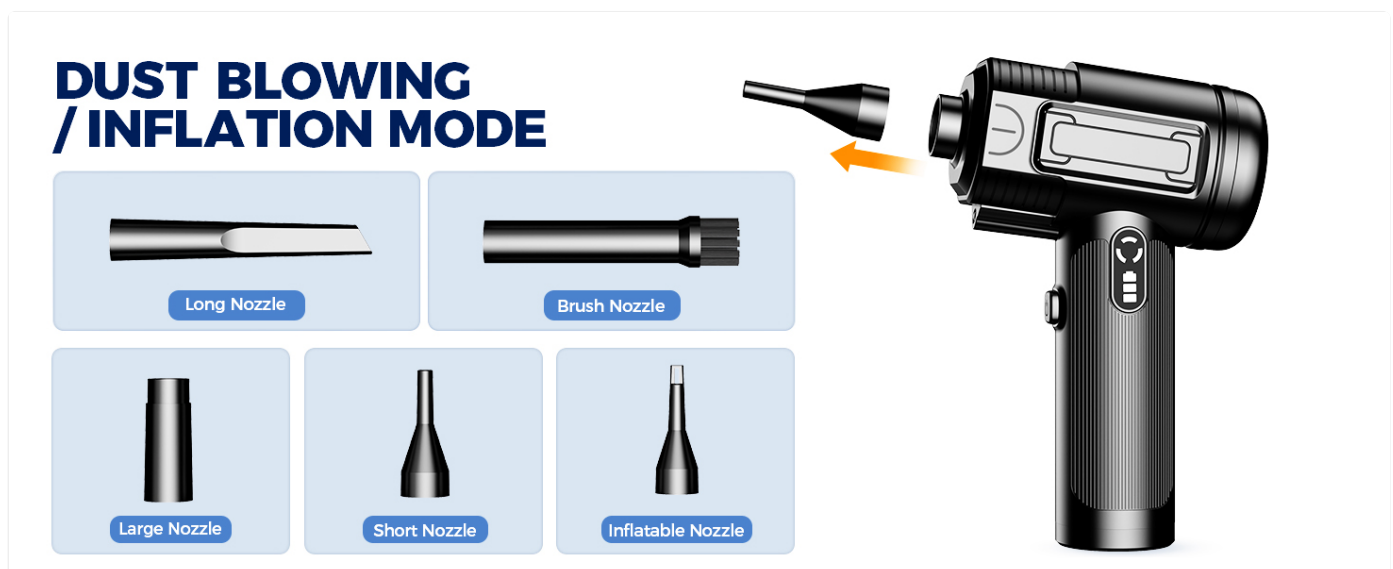 DUST BLOWING
/ INFLATION MODE
Long Nozzle
Brush Nozzle
Large Nozzle
Short Nozzle
Inflatable Nozzle